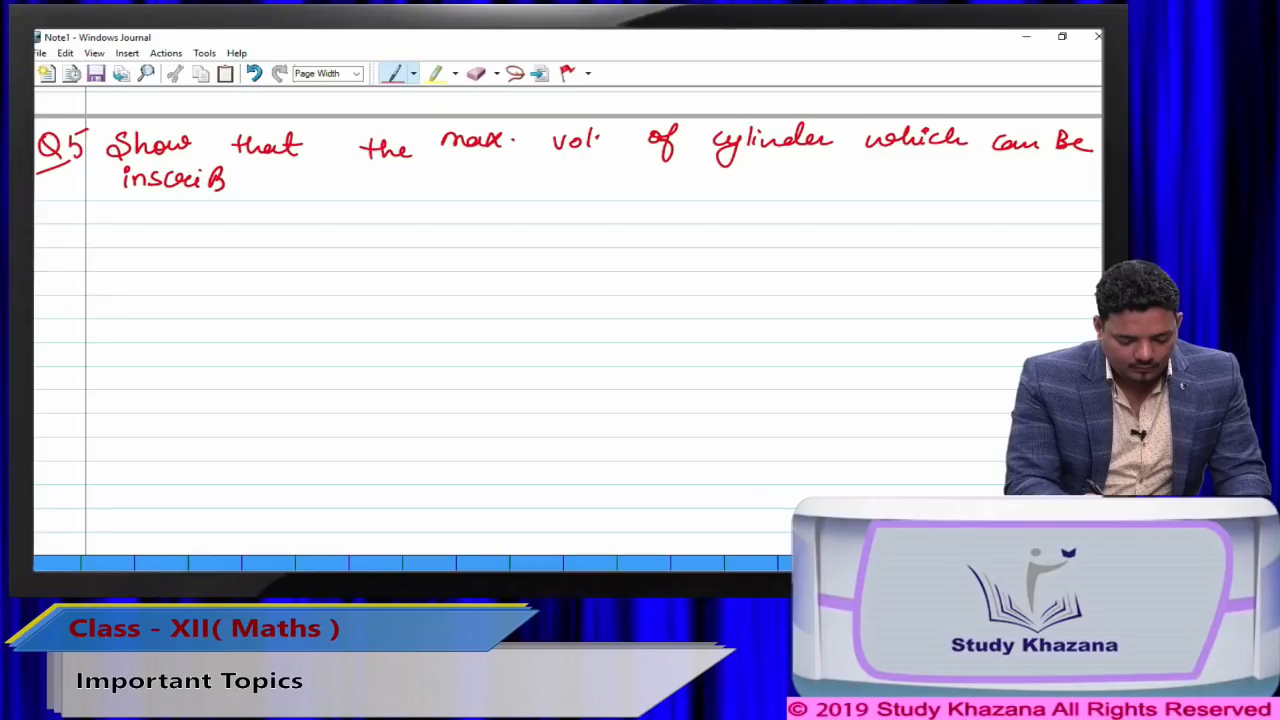 Note1 - Windows Journal
File Edit View Insert Actions Tools Help
Page Width
Q5 Show that the max. vol. of cylinder which can Be
inscriB
Study Khazana
Class - XII( Maths )
Important Topics
© 2019 Study Khazana All Rights Reserved